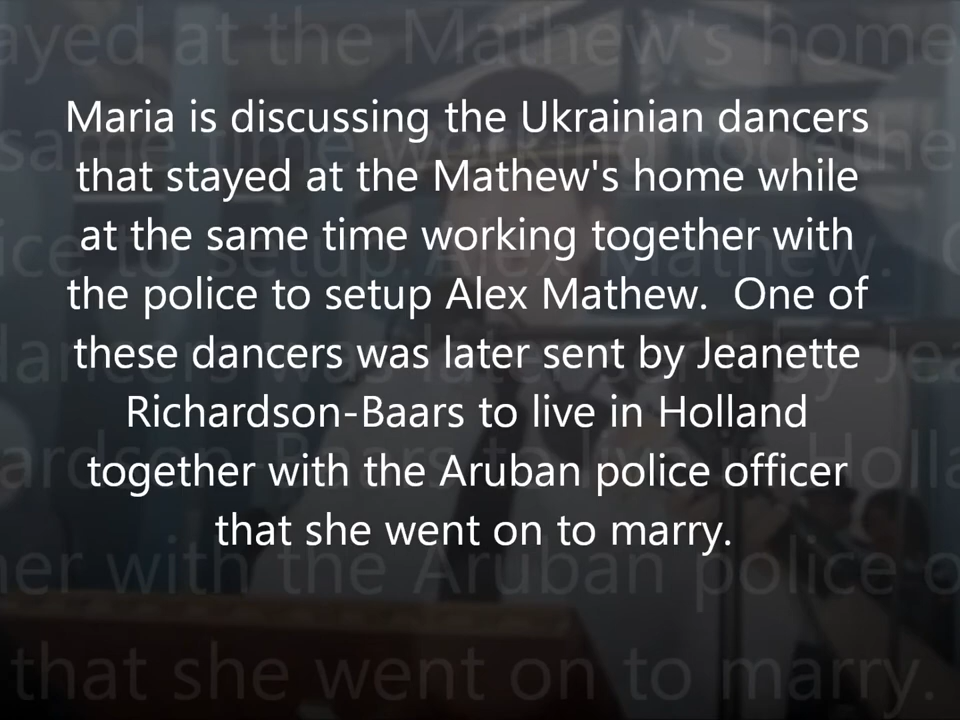 Maria is discussing the Ukrainian dancers
that stayed at the Mathew's home while
at the same time working together with
the police to setup Alex Mathew.  One of
these dancers was later sent by Jeanette
Richardson-Baars to live in Holland
together with the Aruban police officer
that she went on to marry.